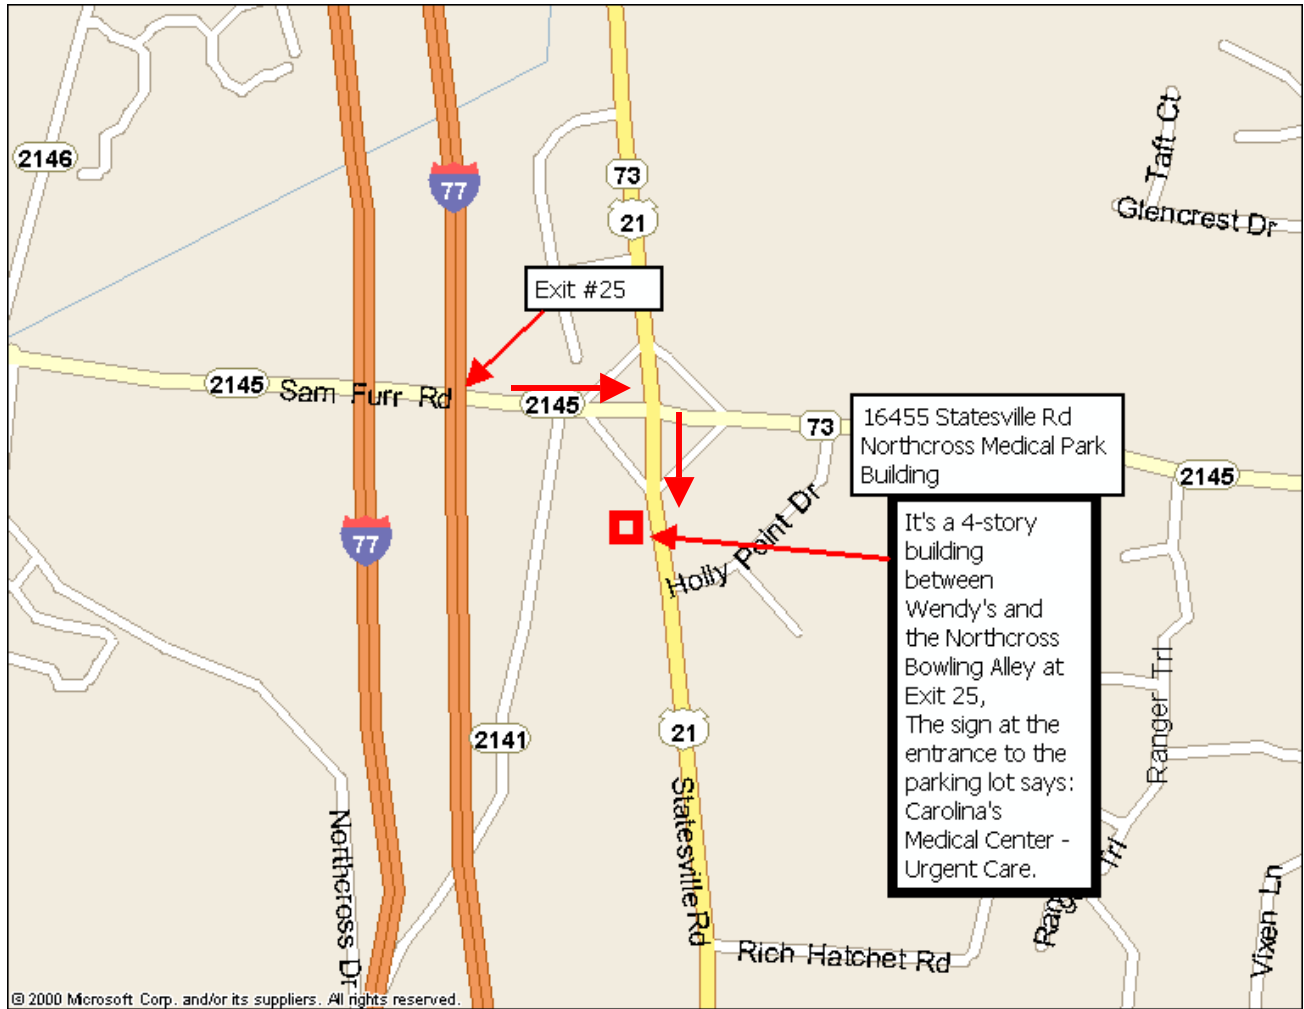 2146
77
73
21
Taft Ct
Glencrest Dr
Exit #25
2145
Sam Furr Rd
2145
73
16455 Statesville Rd
Northcross Medical Park
Building
2145
It's a 4-story
building
between
Wendy's and
the Northcross
Bowling Alley at
Exit 25,
The sign at the
entrance to the
parking lot says:
Carolina's
Medical Center -
Urgent Care.
77
Holly Point Dr
2141
21
Statesville Rd
Northcross Dr
Ranger Trl
Ranger Trl
Rich Hatchet Rd
Vixen Ln
© 2000 Microsoft Corp. and/or its suppliers. All rights reserved.